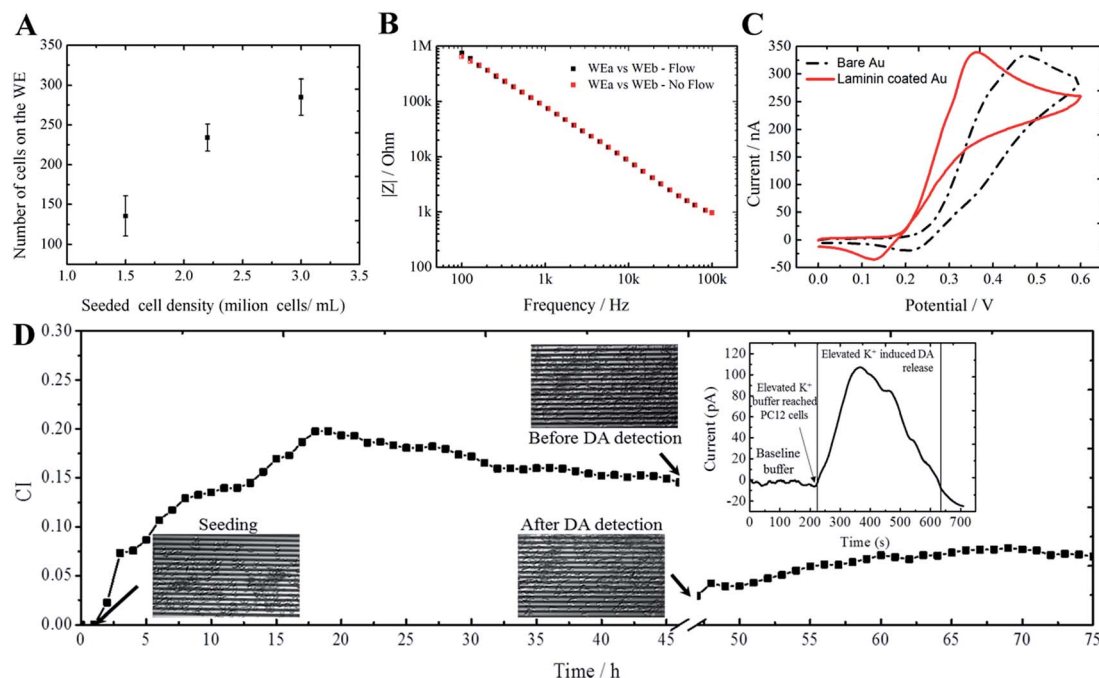 A
350
300
250
200
150
100
1.0
1.5
2.0
2.5
3.0
3.5
Number of cells on the WE
Seeded cell density (milion cells/ mL)
B
1M
100k
10k
1k
100
100
1k
10k
100k
|Z| / Ohm
Frequency / Hz
WEa vs WEb - Flow
WEa vs WEb - No Flow
C
350
300
250
200
150
100
50
0
-50
0.0
0.1
0.2
0.3
0.4
0.5
0.6
Current / nA
Potential / V
Bare Au
Laminin coated Au
D
0.30
0.25
0.20
0.15
0.10
0.05
0.00
CI
0
5
10
15
20
25
30
35
40
45
50
55
60
65
70
75
Time / h
Seeding
Before DA detection
After DA detection
120
100
80
60
40
20
0
-20
Current (pA)
0
100
200
300
400
500
600
700
Time (s)
Elevated K⁺ induced DA
release
Elevated K⁺
buffer reached
PC12 cells
Baseline
buffer